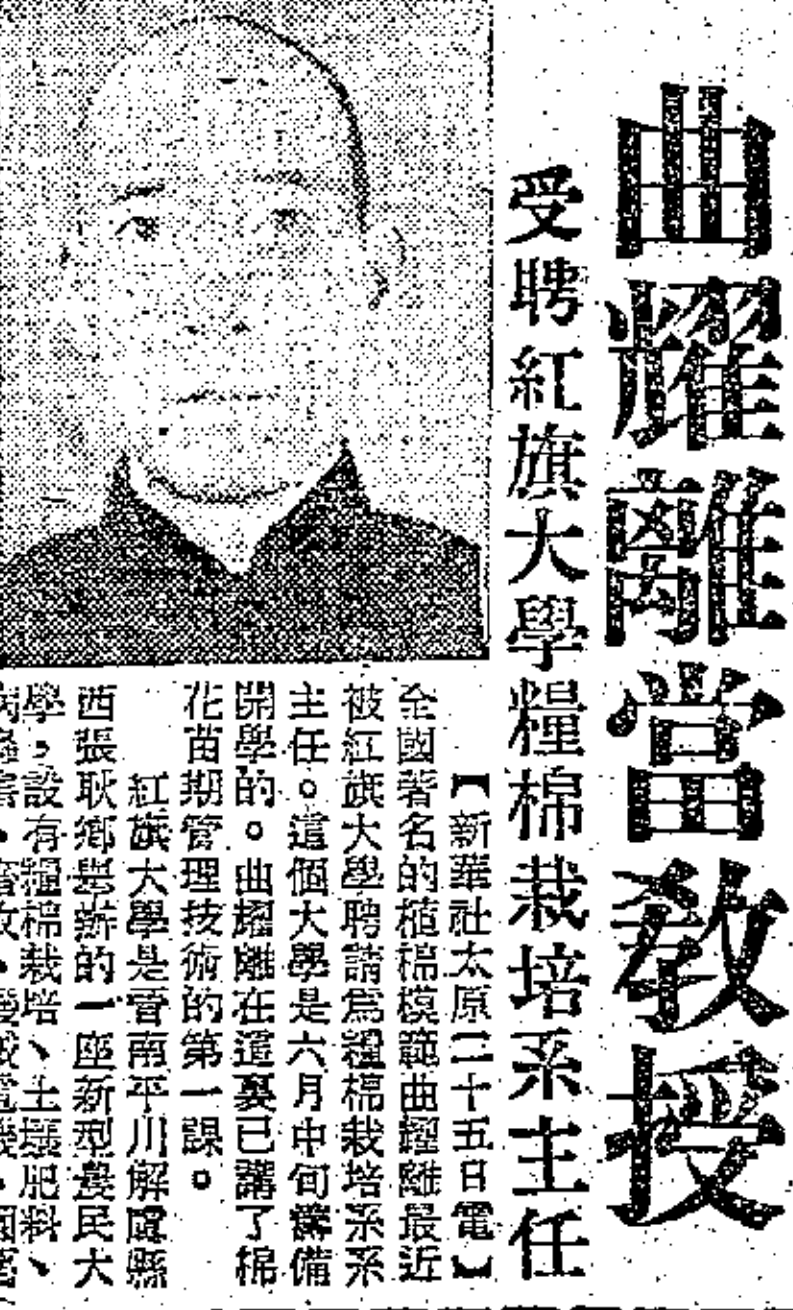 曲耀離當教授
受聘紅旗大學糧棉栽培系主任
【新華社太原二十五日電】
全國著名的植棉模範曲耀離最近
被紅旗大學聘請爲糧棉栽培系系
主任。這個大學是六月中旬籌備
開學的。曲耀離在這裏已講了棉
花苗期管理技術的第一課。
紅旗大學是晋南平川解虞縣
西張耿鄉興辦的一座新型農民大
學，設有糧棉栽培、土壤肥料、